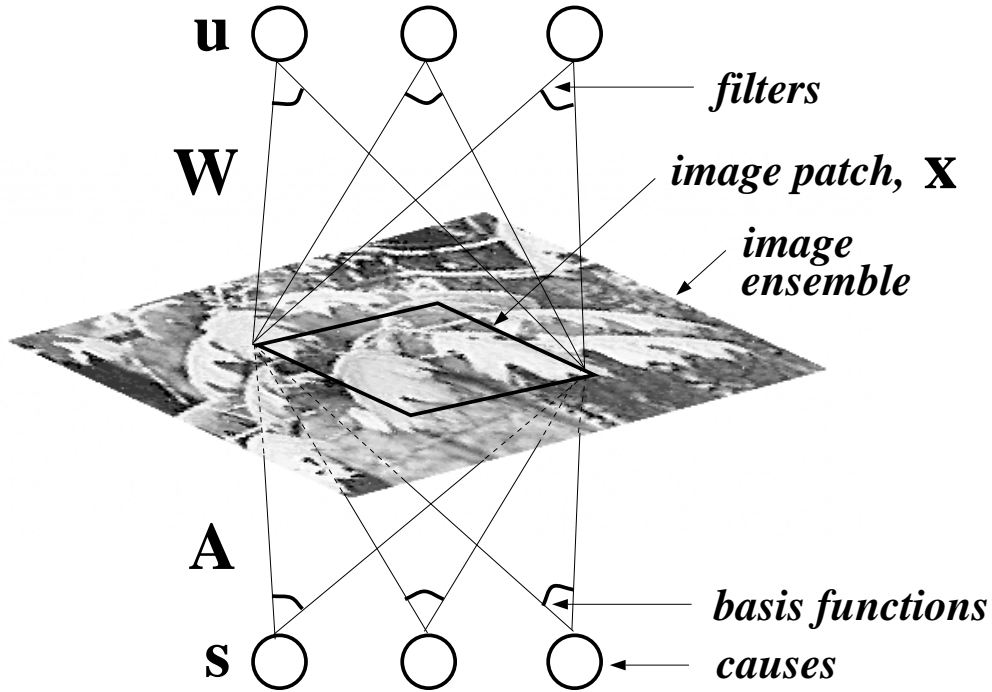 u
filters
W
image patch, x
image
ensemble
A
basis functions
s
causes